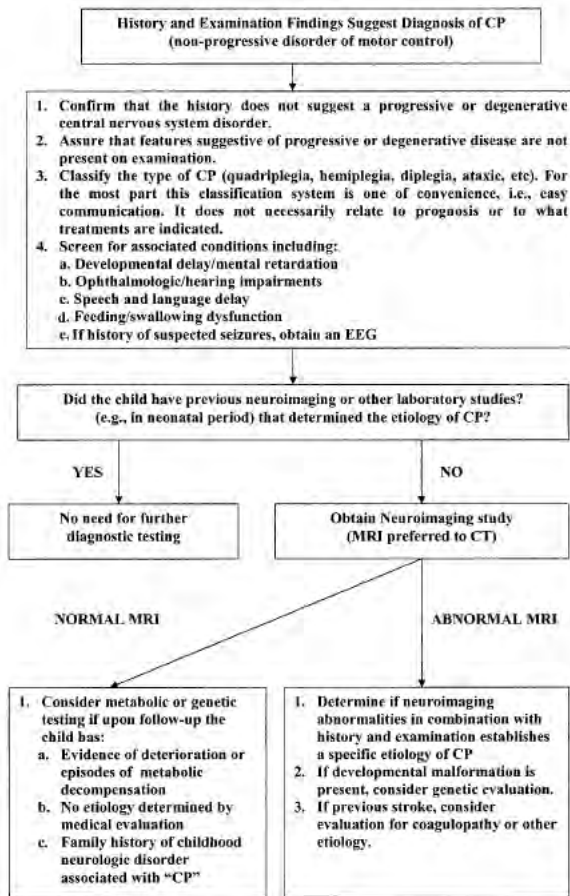 History and Examination Findings Suggest Diagnosis of CP
(non-progressive disorder of motor control)
1. Confirm that the history does not suggest a progressive or degenerative
central nervous system disorder.
2. Assure that features suggestive of progressive or degenerative disease are not
present on examination.
3. Classify the type of CP (quadriplegia, hemiplegia, diplegia, ataxic, etc). For
the most part this classification system is one of convenience, i.e., easy
communication. It does not necessarily relate to prognosis or to what
treatments are indicated.
4. Screen for associated conditions including:
a. Developmental delay/mental retardation
b. Ophthalmologic/hearing impairments
c. Speech and language delay
d. Feeding/swallowing dysfunction
e. If history of suspected seizures, obtain an EEG
Did the child have previous neuroimaging or other laboratory studies?
(e.g., in neonatal period) that determined the etiology of CP?
YES
NO
No need for further
diagnostic testing
Obtain Neuroimaging study
(MRI preferred to CT)
NORMAL MRI
ABNORMAL MRI
1. Consider metabolic or genetic
testing if upon follow-up the
child has:
a. Evidence of deterioration or
episodes of metabolic
decompensation
b. No etiology determined by
medical evaluation
c. Family history of childhood
neurologic disorder
associated with “CP”
1. Determine if neuroimaging
abnormalities in combination with
history and examination establishes
a specific etiology of CP
2. If developmental malformation is
present, consider genetic evaluation.
3. If previous stroke, consider
evaluation for coagulopathy or other
etiology.